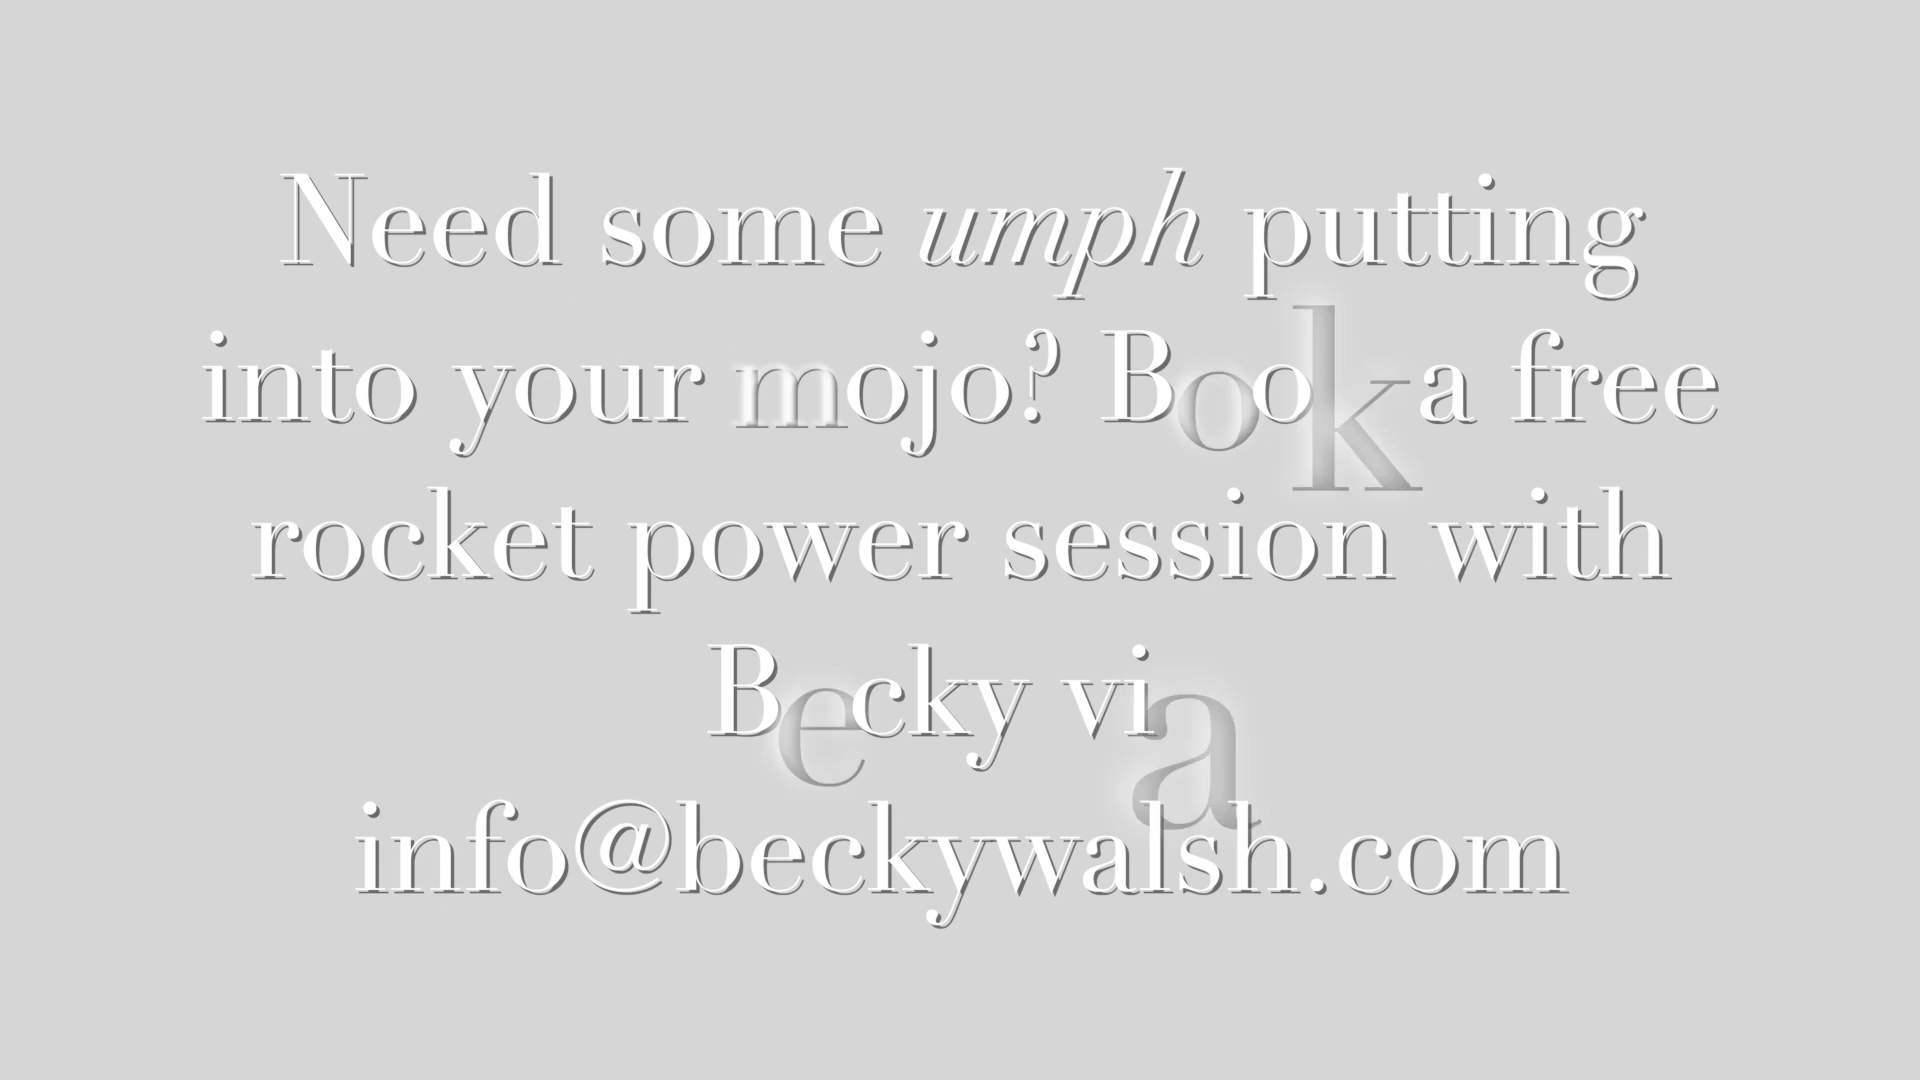 Need some umph putting
into your mojo? Book a free
rocket power session with
Becky via
info@beckywalsh.com